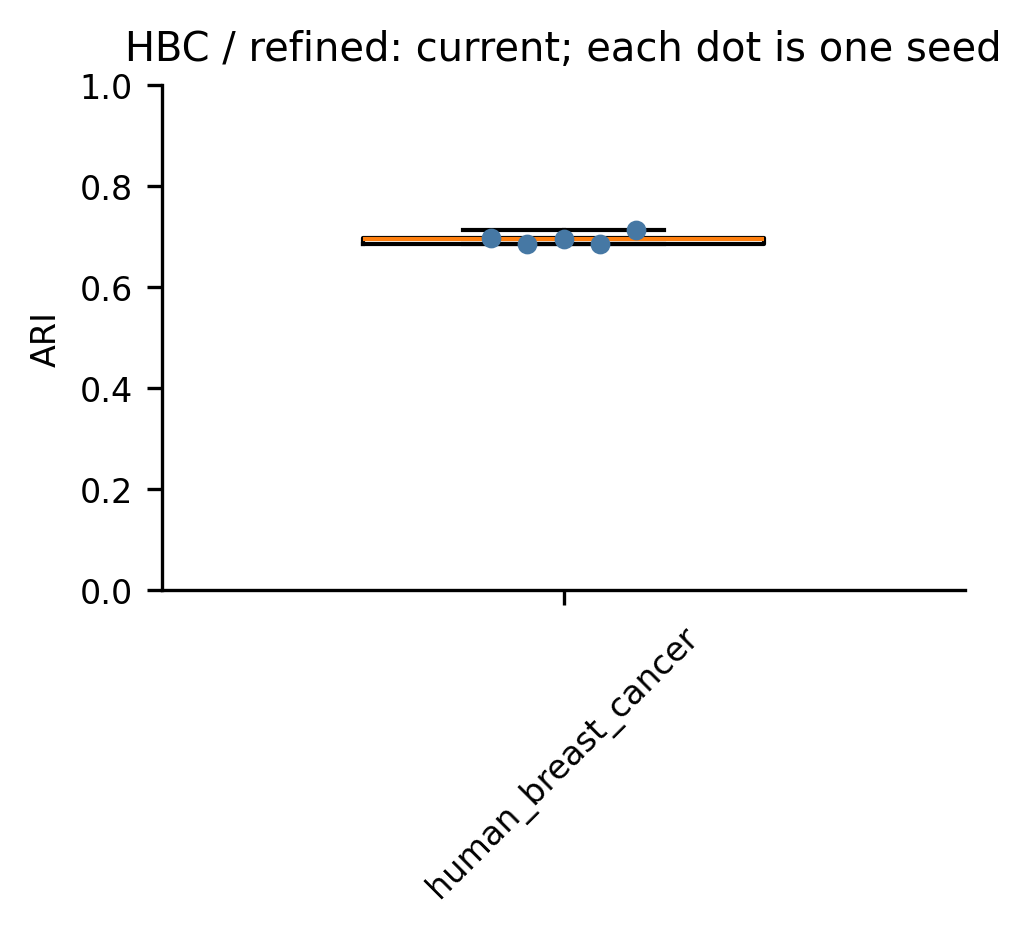 HBC / refined: current; each dot is one seed
1.0
0.8
0.6
0.4
0.2
0.0
ARI
human_breast_cancer